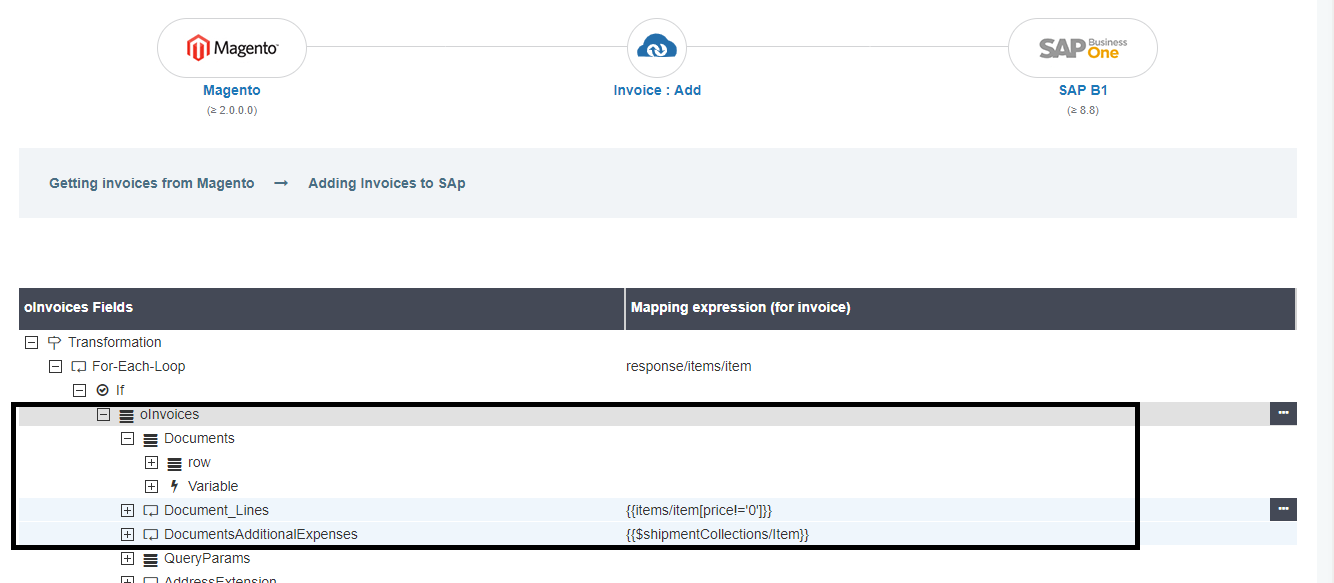 Magento
SAP Business One
Magento
Invoice : Add
SAP B1
(≥ 2.0.0.0)
(≥ 8.8)
Getting invoices from Magento → Adding Invoices to SAp
oInvoices Fields
Mapping expression (for invoice)
Transformation
For-Each-Loop
response/items/item
If
oInvoices
Documents
row
Variable
Document_Lines
{{items/item[price!='0']}}
DocumentsAdditionalExpenses
{{$shipmentCollections/Item}}
QueryParams
AddressExtension